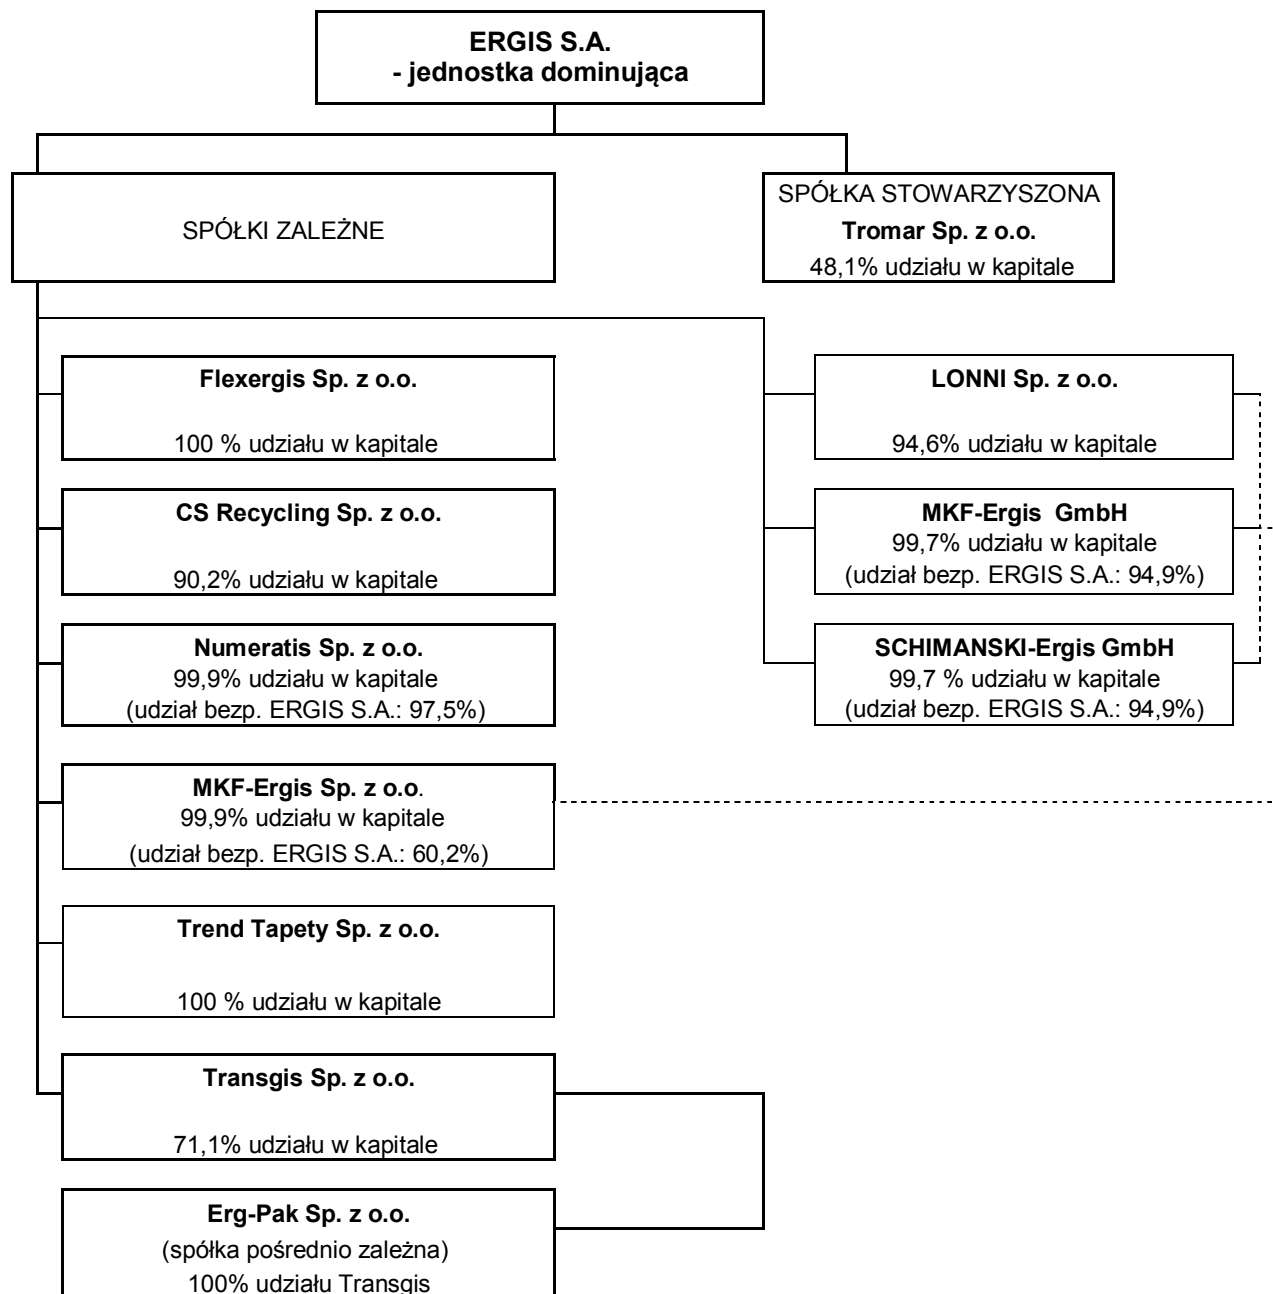 ERGIS S.A.
- jednostka dominująca
SPÓŁKI ZALEŻNE
SPÓŁKA STOWARZYSZONA
Tromar Sp. z o.o.
48,1% udziału w kapitale
Flexergis Sp. z o.o.
100 % udziału w kapitale
CS Recycling Sp. z o.o.
90,2% udziału w kapitale
Numeratis Sp. z o.o.
99,9% udziału w kapitale
(udział bezp. ERGIS S.A.: 97,5%)
MKF-Ergis Sp. z o.o.
99,9% udziału w kapitale
(udział bezp. ERGIS S.A.: 60,2%)
Trend Tapety Sp. z o.o.
100 % udziału w kapitale
Transgis Sp. z o.o.
71,1% udziału w kapitale
Erg-Pak Sp. z o.o.
(spółka pośrednio zależna)
100% udziału Transgis
LONNI Sp. z o.o.
94,6% udziału w kapitale
MKF-Ergis  GmbH
99,7% udziału w kapitale
(udział bezp. ERGIS S.A.: 94,9%)
SCHIMANSKI-Ergis GmbH
99,7 % udziału w kapitale
(udział bezp. ERGIS S.A.: 94,9%)